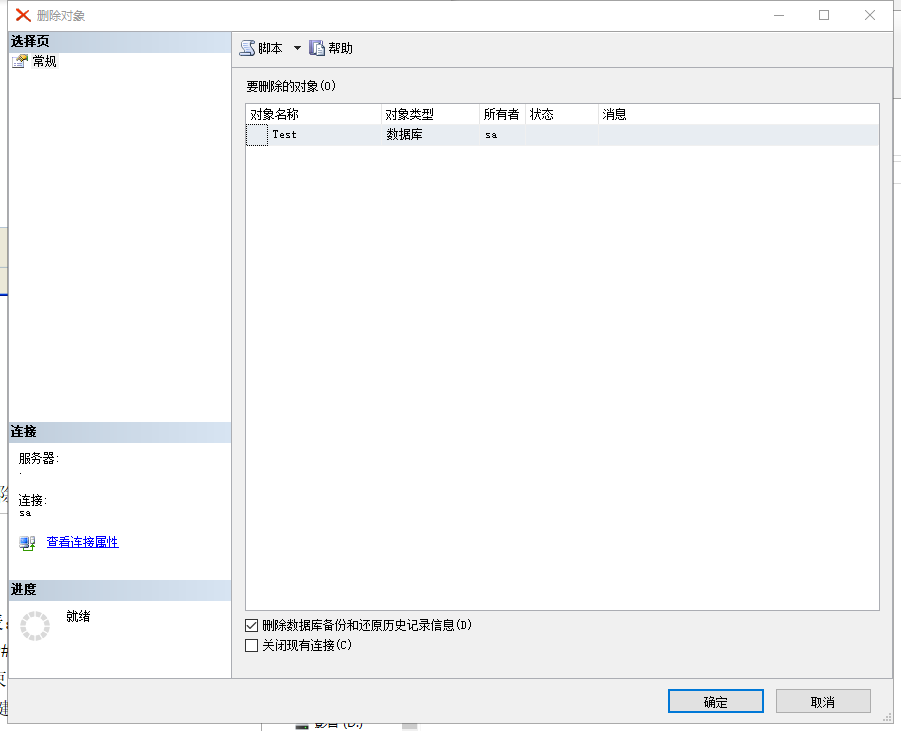 删除对象
选择页
常规
脚本 帮助
要删除的对象(O)
对象名称 对象类型 所有者 状态 消息
Test 数据库 sa
连接
服务器:
.
连接:
sa
查看连接属性
进度
就绪
删除数据库备份和还原历史记录信息(D)
关闭现有连接(C)
确定 取消